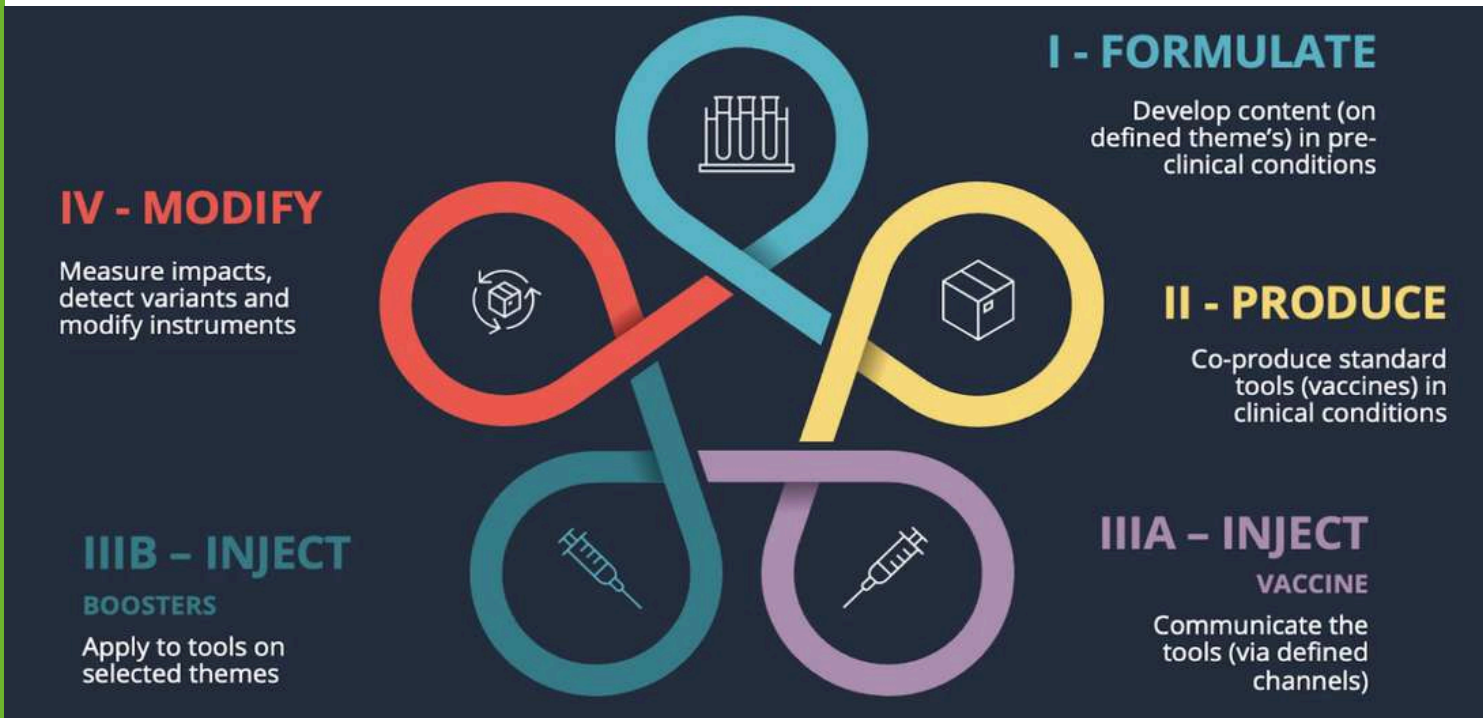 I - FORMULATE
Develop content (on
defined theme's) in pre-
clinical conditions
II - PRODUCE
Co-produce standard
tools (vaccines) in
clinical conditions
IIIA – INJECT
VACCINE
Communicate the
tools (via defined
channels)
IIIB – INJECT
BOOSTERS
Apply to tools on
selected themes
IV - MODIFY
Measure impacts,
detect variants and
modify instruments